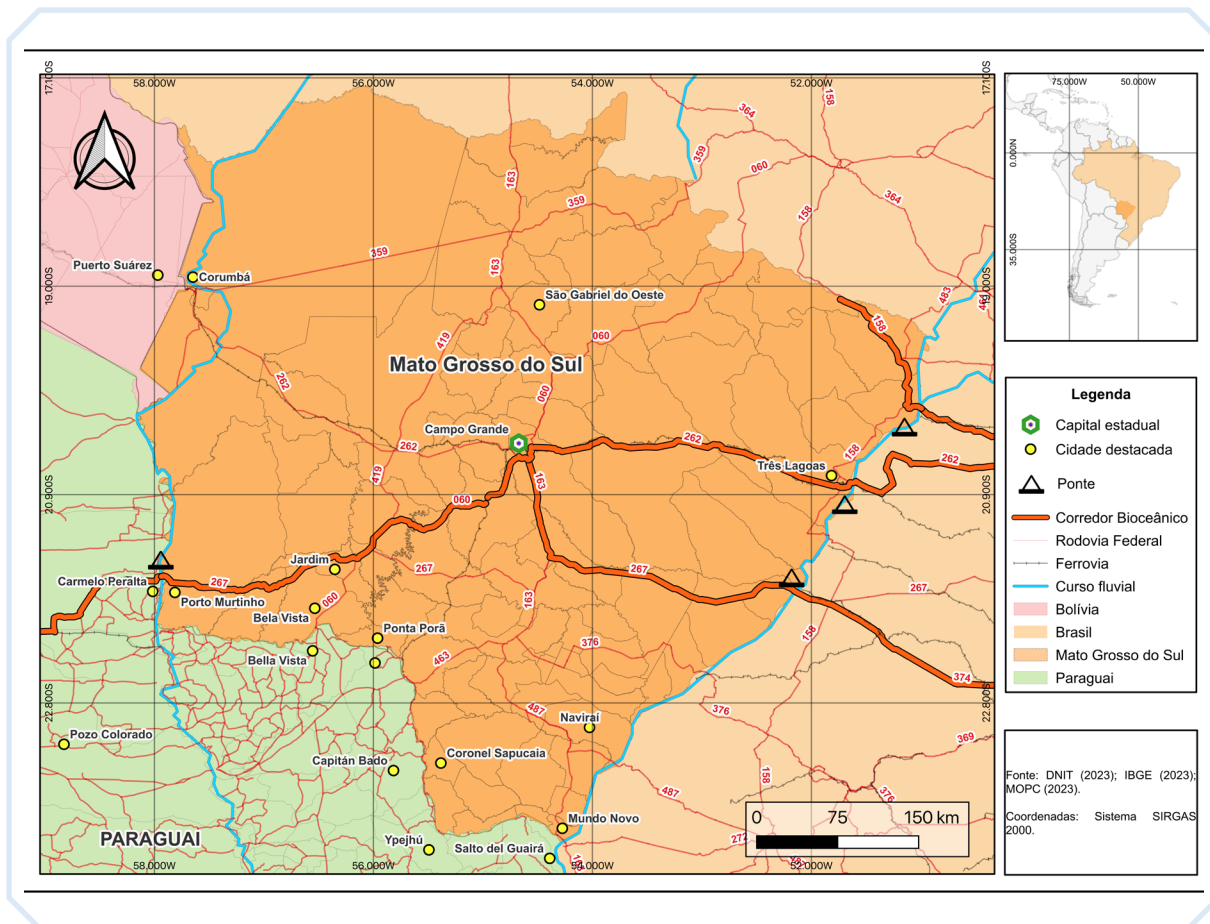 58.000W
56.000W
54.000W
52.000W
17.100S
17.100S
75.000W
50.000W
0.000N
35.000S
158
364
163
359
060
364
359
158
359
Puerto Suárez
Corumbá
19.000S
19.000S
São Gabriel do Oeste
483
158
419
060
Mato Grosso do Sul
262
060
Campo Grande
262
262
158
262
Três Lagoas
419
163
060
20.900S
20.900S
Jardim
267
267
267
267
Carmelo Peralta
Porto Murtinho
060
163
Bela Vista
Ponta Porã
158
376
Bella Vista
463
374
22.800S
22.800S
487
376
Naviraí
Pozo Colorado
369
Coronel Sapucaia
Capitán Bado
158
487
376
Mundo Novo
PARAGUAI
Ypejhú
Salto del Guairá
272
0 75 150 km
58.000W
56.000W
54.000W
52.000W
Legenda
Capital estadual
Cidade destacada
Ponte
Corredor Bioceânico
Rodovia Federal
Ferrovia
Curso fluvial
Bolívia
Brasil
Mato Grosso do Sul
Paraguai
Fonte: DNIT (2023); IBGE (2023);
MOPC (2023).
Coordenadas: Sistema SIRGAS
2000.